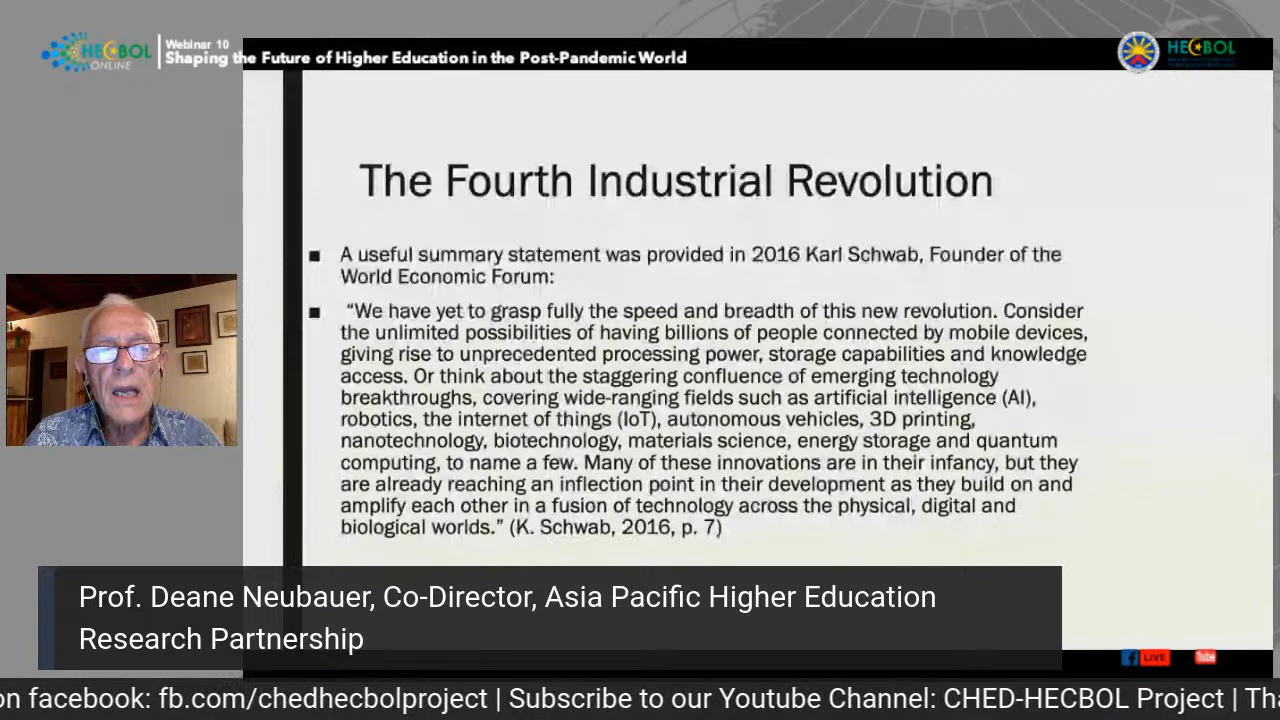 HECBOL
ONLINE
Webinar 10
Shaping the Future of Higher Education in the Post-Pandemic World
HECBOL
The Fourth Industrial Revolution
■ A useful summary statement was provided in 2016 Karl Schwab, Founder of the
World Economic Forum:
■ “We have yet to grasp fully the speed and breadth of this new revolution. Consider
the unlimited possibilities of having billions of people connected by mobile devices,
giving rise to unprecedented processing power, storage capabilities and knowledge
access. Or think about the staggering confluence of emerging technology
breakthroughs, covering wide-ranging fields such as artificial intelligence (AI),
robotics, the internet of things (IoT), autonomous vehicles, 3D printing,
nanotechnology, biotechnology, materials science, energy storage and quantum
computing, to name a few. Many of these innovations are in their infancy, but they
are already reaching an inflection point in their development as they build on and
amplify each other in a fusion of technology across the physical, digital and
biological worlds.” (K. Schwab, 2016, p. 7)
Prof. Deane Neubauer, Co-Director, Asia Pacific Higher Education
Research Partnership
f LIVE
Tube
on facebook: fb.com/chedhecbolproject | Subscribe to our Youtube Channel: CHED-HECBOL Project | Tha